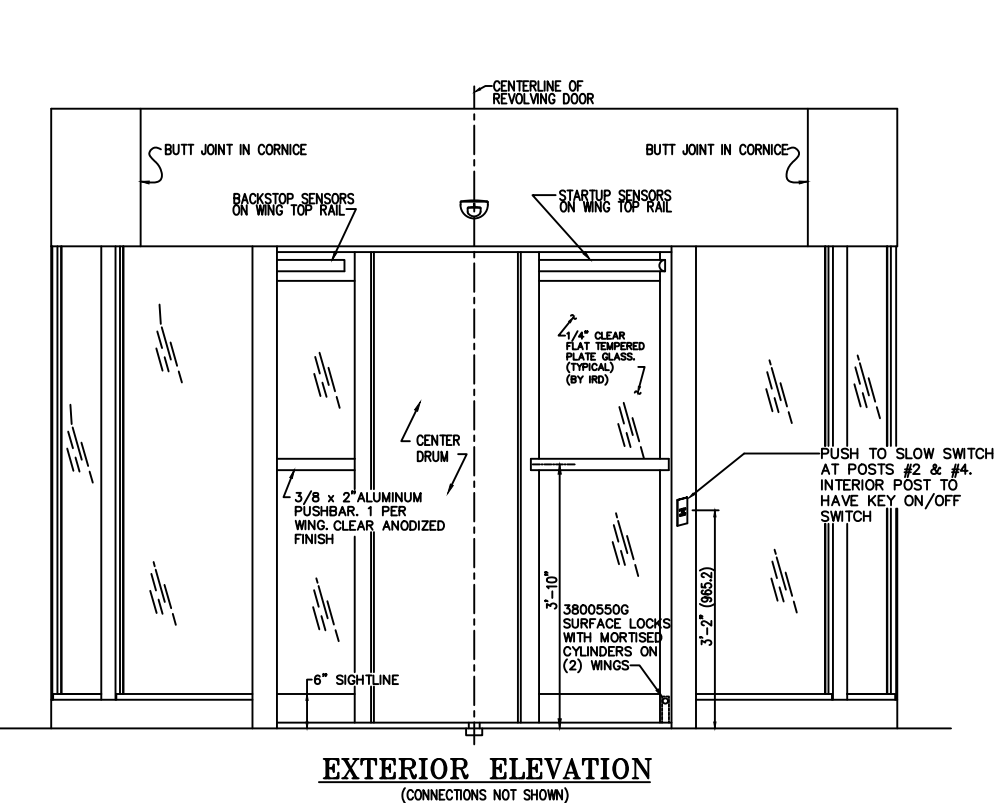 CENTERLINE OF
REVOLVING DOOR
BUTT JOINT IN CORNICE
BUTT JOINT IN CORNICE
BACKSTOP SENSORS
ON WING TOP RAIL
STARTUP SENSORS
ON WING TOP RAIL
1/4" CLEAR
FLAT TEMPERED
PLATE GLASS.
(TYPICAL)
(BY IRD)
CENTER
DRUM
PUSH TO SLOW SWITCH
AT POSTS #2 & #4.
INTERIOR POST TO
HAVE KEY ON/OFF
SWITCH
3/8 x 2" ALUMINUM
PUSHBAR. 1 PER
WING. CLEAR ANODIZED
FINISH
3'-10"
3'-2" (965.2)
3800550G
SURFACE LOCKS
WITH MORTISED
CYLINDERS ON
(2) WINGS
6" SIGHTLINE
EXTERIOR ELEVATION
(CONNECTIONS NOT SHOWN)